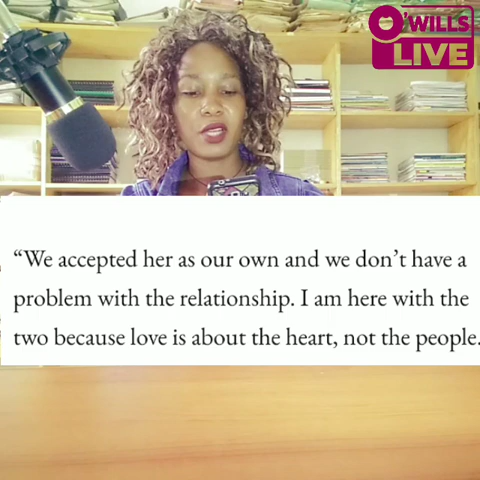 O'WILLS
LIVE
“We accepted her as our own and we don’t have a
problem with the relationship. I am here with the
two because love is about the heart, not the people.